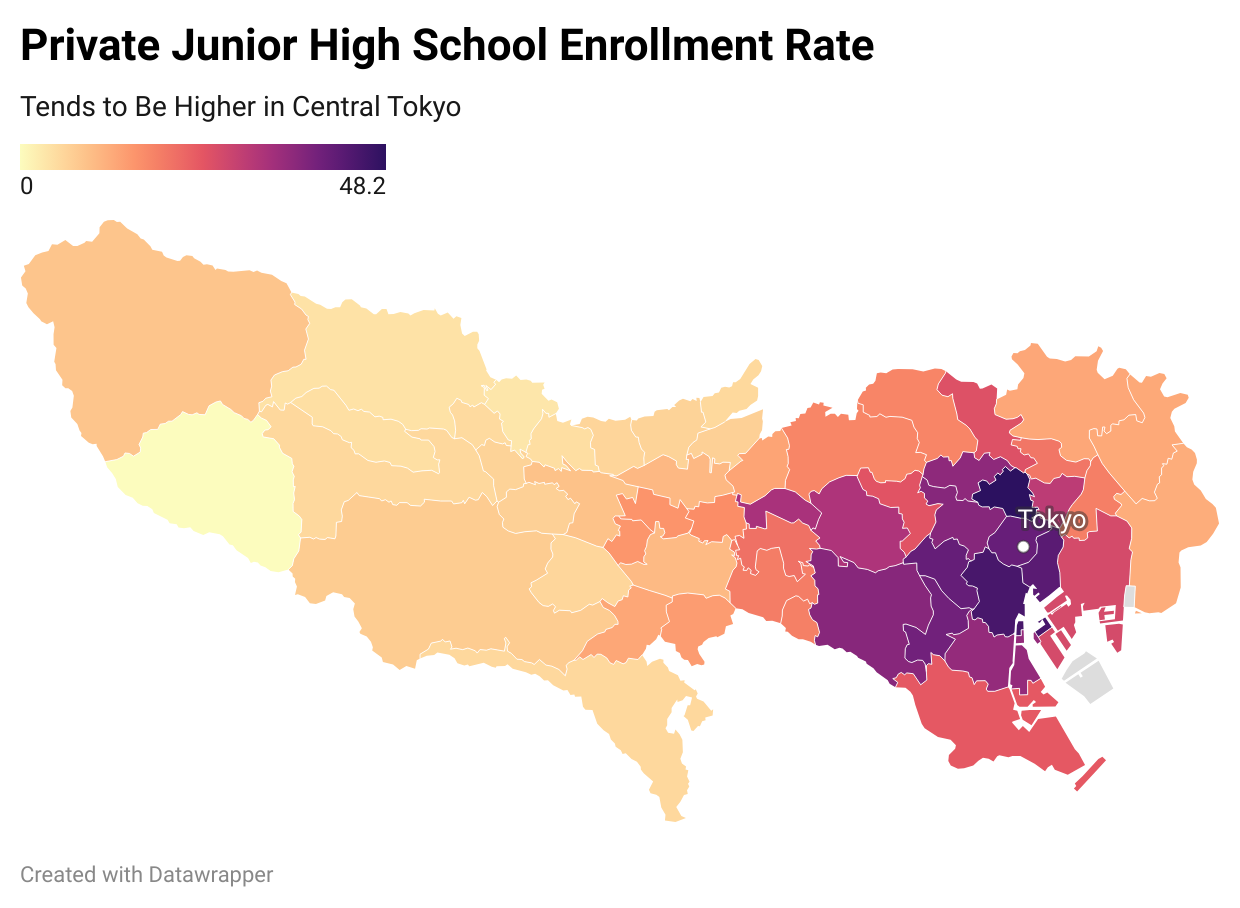 Private Junior High School Enrollment Rate
Tends to Be Higher in Central Tokyo
0 48.2
Tokyo
Created with Datawrapper